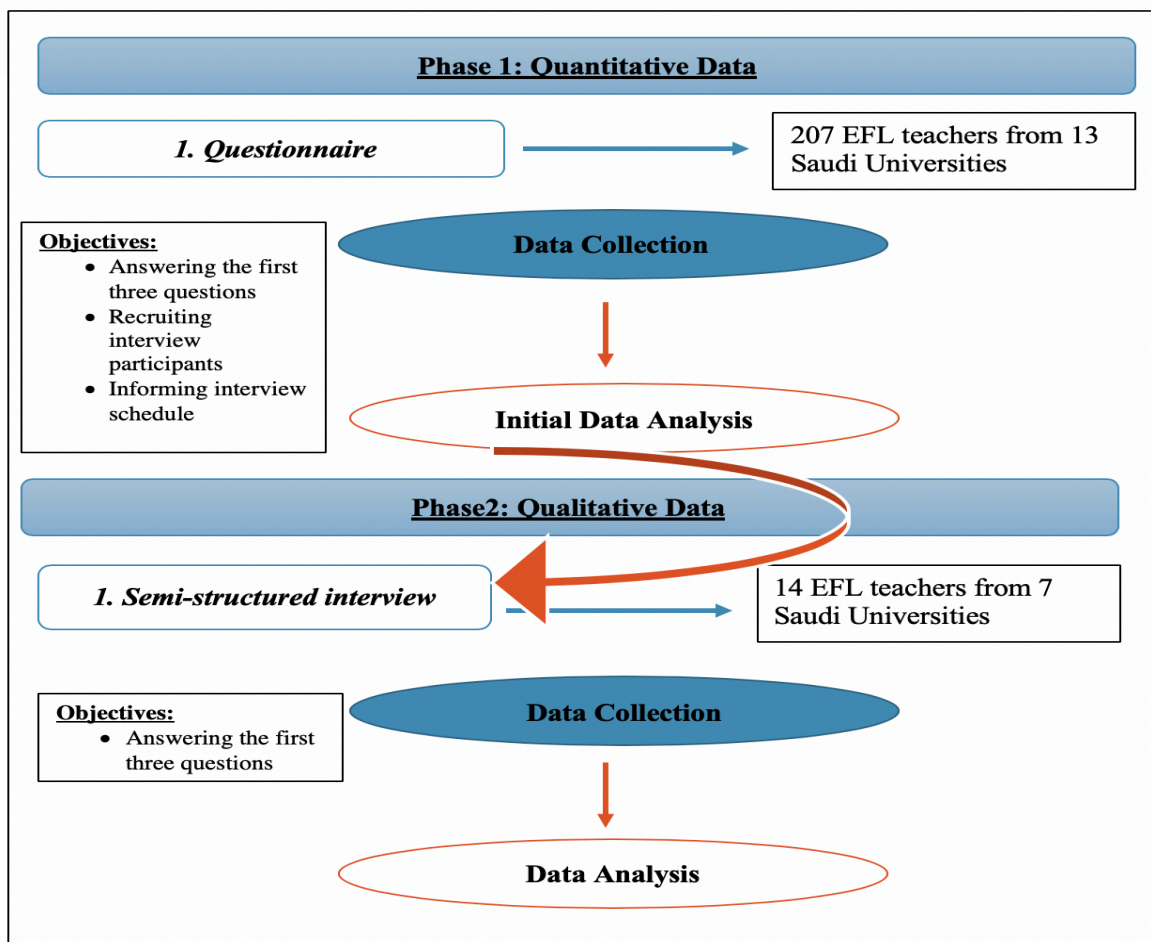 Phase 1: Quantitative Data
1. Questionnaire
207 EFL teachers from 13
Saudi Universities
Objectives:
• Answering the first
three questions
• Recruiting
interview
participants
• Informing interview
schedule
Data Collection
Initial Data Analysis
Phase2: Qualitative Data
1. Semi-structured interview
14 EFL teachers from 7
Saudi Universities
Objectives:
• Answering the first
three questions
Data Collection
Data Analysis